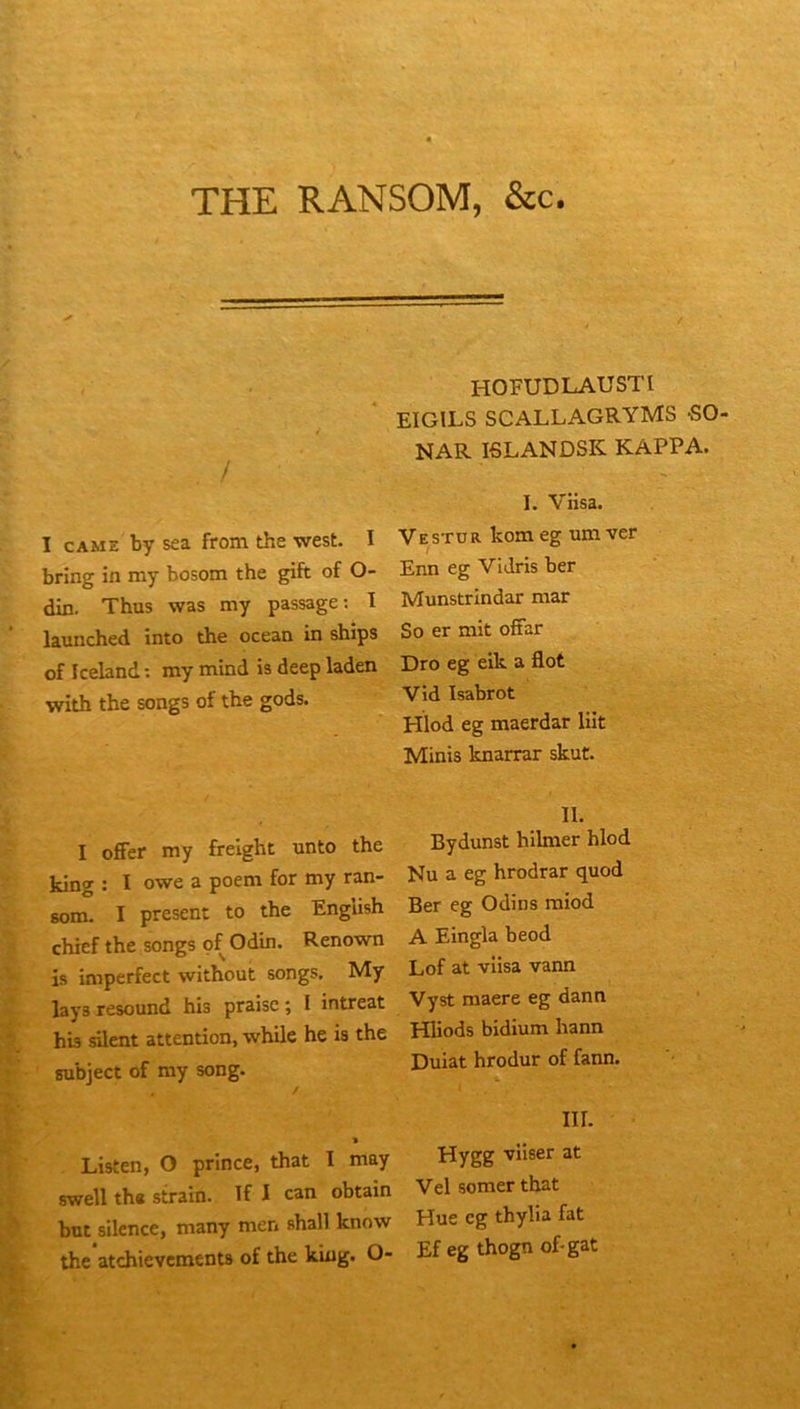 THE RANSOM, &c.
HOFUDLAUSTI
EIGILS SCALLAGRYMS SO-
NAR ISLANDSK KAPPA.
I. Viisa.
I CAME by sea from the west. I
bring in my bosom the gift of O-
din. Thus was my passage: I
launched into the ocean in ships
of Iceland: my mind is deep laden
with the songs of the gods.
VESTUR kom eg um ver
Enn eg Vidris ber
Munstrindar mar
So er mit offar
Dro eg eik a flot
Vid Isabrot
Hlod eg maerdar liit
Minis knarrar skut.
I offer my freight unto the
king: I owe a poem for my ran-
som. I present to the English
chief the songs of Odin. Renown
is imperfect without songs. My
lays resound his praise; I intreat
his silent attention, while he is the
subject of my song.
II.
Bydunst hilmer hlod
Nu a eg hrodrar quod
Ber eg Odins miod
A Eingla beod
Lof at viisa vann
Vyst maere eg dann
Hliods bidium hann
Duiat hrodur of fann.
Listen, O prince, that I may
swell the strain. If I can obtain
but silence, many men shall know
the atchievements of the king. O-
III.
Hygg viiser at
Vel somer that
Hue eg thylia fat
Ef eg thogn of-gat